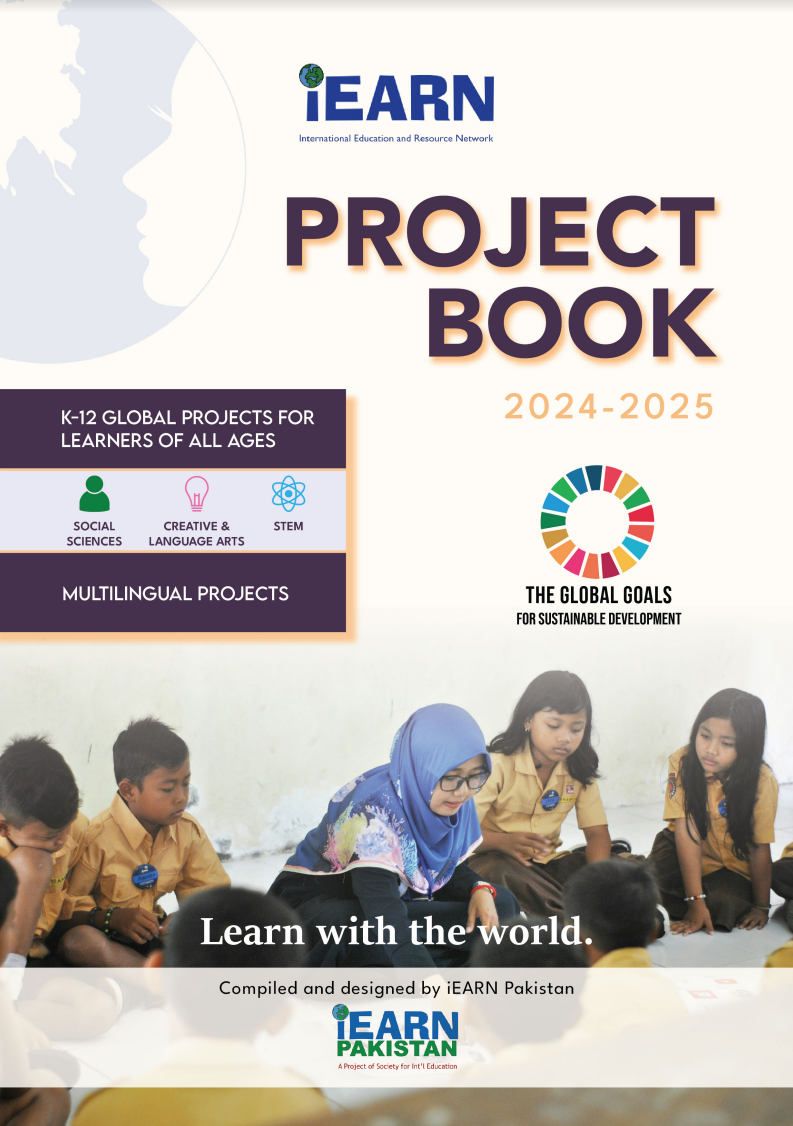 iEARN
International Education and Resource Network
PROJECT
BOOK
2024-2025
K-12 GLOBAL PROJECTS FOR
LEARNERS OF ALL AGES
SOCIAL
SCIENCES
CREATIVE &
LANGUAGE ARTS
STEM
MULTILINGUAL PROJECTS
THE GLOBAL GOALS
FOR SUSTAINABLE DEVELOPMENT
Learn with the world.
Compiled and designed by iEARN Pakistan
iEARN
PAKISTAN
A Project of Society for Int'l Education